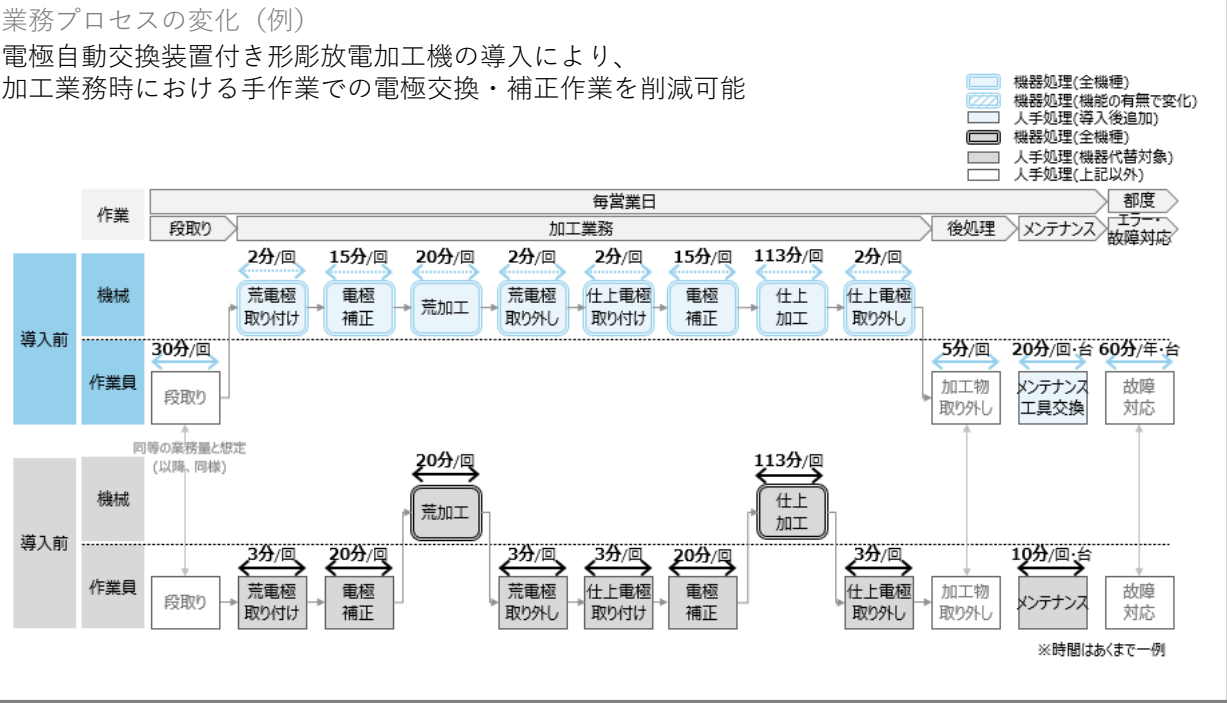 業務プロセスの変化（例）
電極自動交換装置付き形彫放電加工機の導入により、
加工業務時における手作業での電極交換・補正作業を削減可能
機器処理(全機種)
機器処理(機能の有無で変化)
人手処理(導入後追加)
機器処理(全機種)
人手処理(機器代替対象)
人手処理(上記以外)
作業
毎営業日
都度
段取り
加工業務
後処理
メンテナンス
エラー・
故障対応
導入前
機械
2分/回
15分/回
20分/回
2分/回
2分/回
15分/回
113分/回
2分/回
荒電極
取り付け
電極
補正
荒加工
荒電極
取り外し
仕上電極
取り付け
電極
補正
仕上
加工
仕上電極
取り外し
作業員
30分/回
5分/回
20分/回·台
60分/年·台
段取り
加工物
取り外し
メンテナンス
工具交換
故障
対応
同等の業務量と想定
(以降、同様)
導入前
機械
20分/回
113分/回
荒加工
仕上
加工
作業員
3分/回
20分/回
3分/回
3分/回
20分/回
3分/回
10分/回·台
段取り
荒電極
取り付け
電極
補正
荒電極
取り外し
仕上電極
取り付け
電極
補正
仕上電極
取り外し
加工物
取り外し
メンテナンス
故障
対応
※時間はあくまで一例